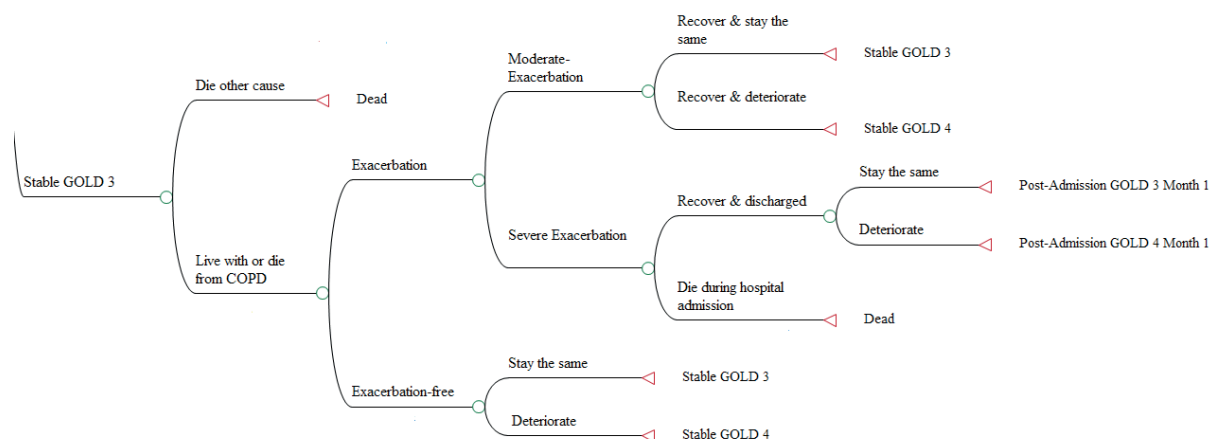 Recover & stay the
same
Stable GOLD 3
Moderate-
Exacerbation
Die other cause
Dead
Recover & deteriorate
Stable GOLD 4
Exacerbation
Stay the same
Post-Admission GOLD 3 Month 1
Stable GOLD 3
Recover & discharged
Deteriorate
Post-Admission GOLD 4 Month 1
Severe Exacerbation
Live with or die
from COPD
Die during hospital
admission
Dead
Stay the same
Stable GOLD 3
Exacerbation-free
Deteriorate
Stable GOLD 4